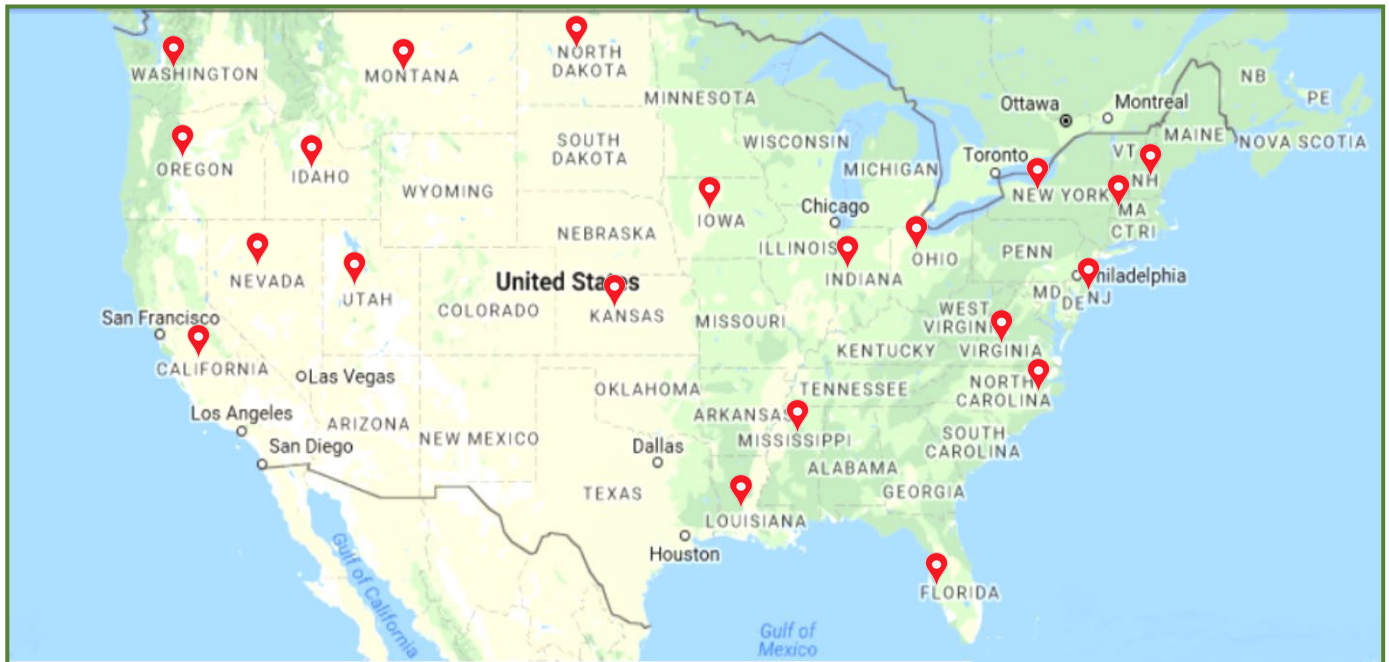 NORTH
DAKOTA
WASHINGTON
MONTANA
MINNESOTA
NB
PE
Ottawa
Montreal
MAINE
NOVA SCOTIA
SOUTH
DAKOTA
WISCONSIN
VT
Toronto
MICHIGAN
OREGON
IDAHO
WYOMING
NH
NEW YORK
IOWA
Chicago
MA
CTRI
NEBRASKA
ILLINOIS
OHIO
PENN
INDIANA
NEVADA
UTAH
United States
Philadelphia
MD
DE
NJ
COLORADO
KANSAS
MISSOURI
WEST
VIRGINIA
San Francisco
KENTUCKY
VIRGINIA
CALIFORNIA
Las Vegas
OKLAHOMA
TENNESSEE
NORTH
CAROLINA
Los Angeles
ARIZONA
NEW MEXICO
ARKANSAS
MISSISSIPPI
San Diego
Dallas
SOUTH
CAROLINA
ALABAMA
TEXAS
GEORGIA
LOUISIANA
Houston
Gulf of California
FLORIDA
Gulf of
Mexico